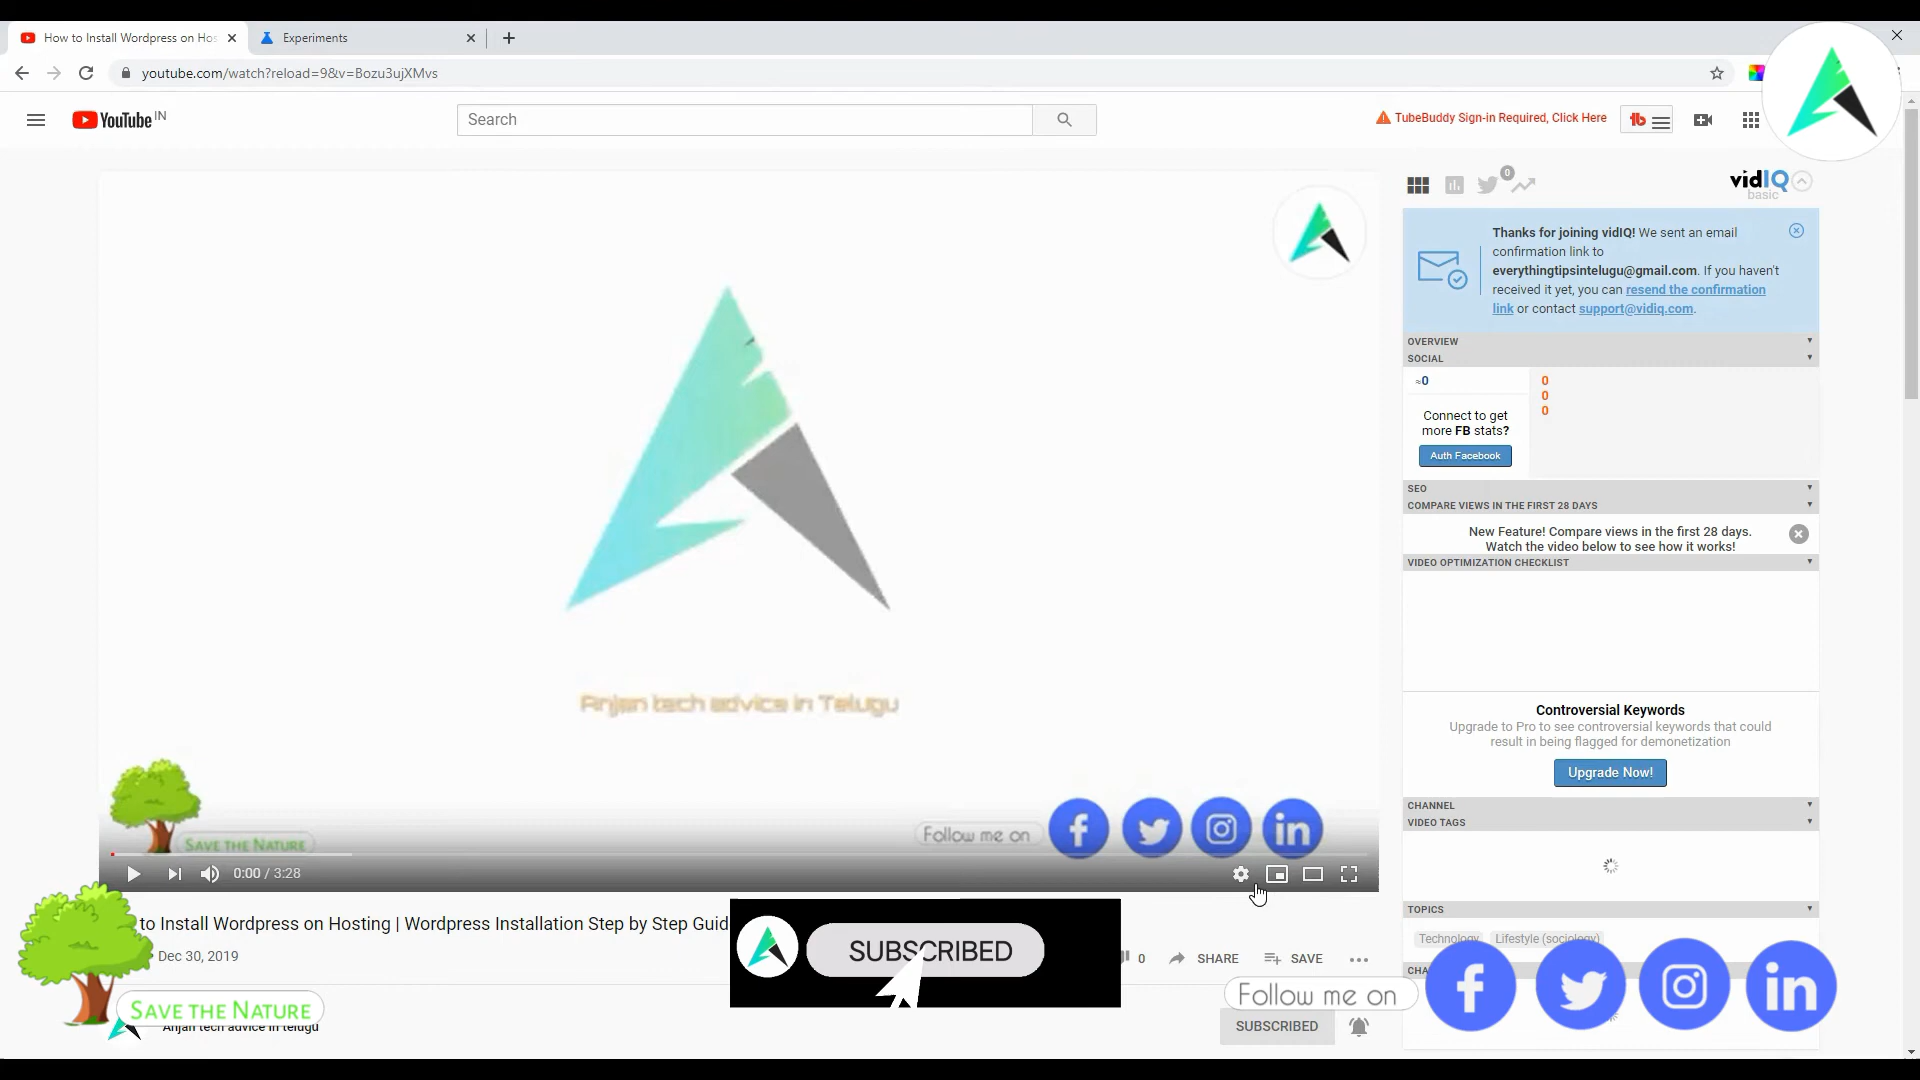 How to Install Wordpress on Hos
Experiments
youtube.com/watch?reload=9&v=Bozu3ujXMvs
YouTube IN
Search
TubeBuddy Sign-in Required, Click Here
tb
vidIQ
basic
0
Thanks for joining vidIQ! We sent an email
confirmation link to
everythingtipsintelugu@gmail.com. If you haven't
received it yet, you can resend the confirmation
link or contact support@vidiq.com.
OVERVIEW
SOCIAL
≈0
0
0
0
Connect to get
more FB stats?
Auth Facebook
SEO
COMPARE VIEWS IN THE FIRST 28 DAYS
New Feature! Compare views in the first 28 days.
Watch the video below to see how it works!
VIDEO OPTIMIZATION CHECKLIST
Controversial Keywords
Upgrade to Pro to see controversial keywords that could
result in being flagged for demonetization
Upgrade Now!
CHANNEL
VIDEO TAGS
TOPICS
Technology Lifestyle (sociology)
CHA
Anjan tech advice in Telugu
SAVE THE NATURE
Follow me on
0:00 / 3:28
to Install Wordpress on Hosting | Wordpress Installation Step by Step Guid
Dec 30, 2019
SUBSCRIBED
0 SHARE SAVE
SAVE THE NATURE
Anjan tech advice in telugu
Follow me on
SUBSCRIBED